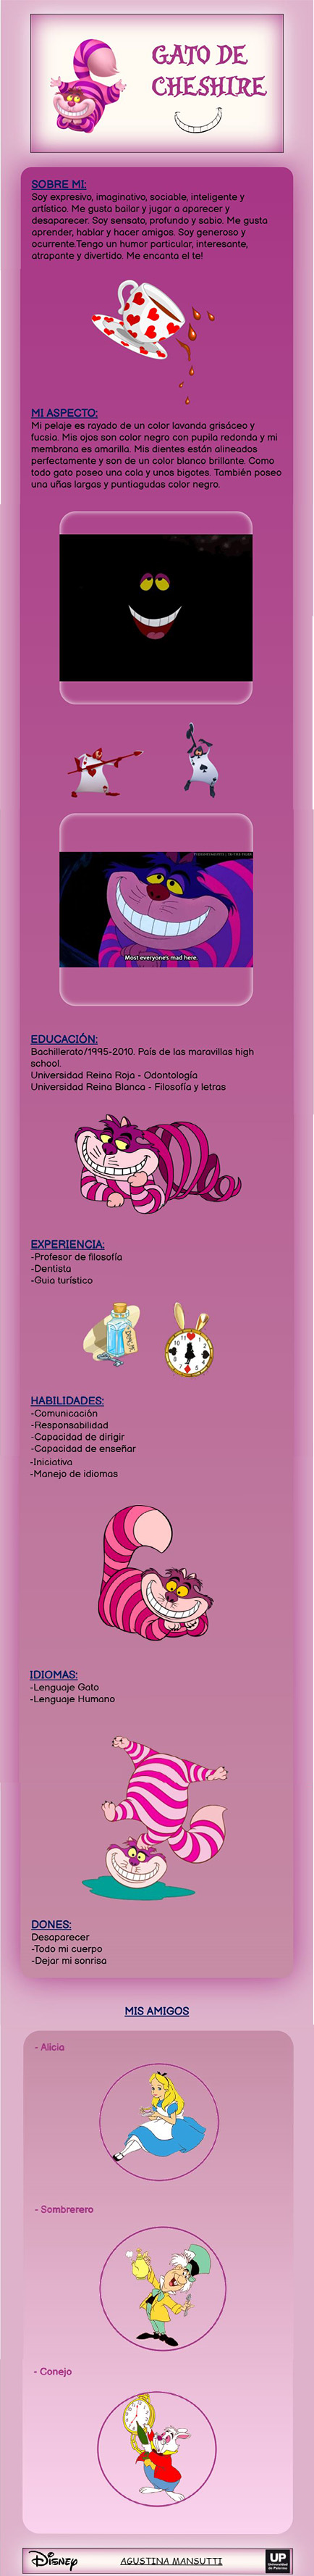 GATO DE
CHESHIRE
SOBRE MI:
Soy expresivo, imaginativo, sociable, inteligente y
artístico. Me gusta bailar y jugar a aparecer y
desaparecer. Soy sensato, profundo y sabio. Me gusta
aprender, hablar y hacer amigos. Soy generoso y
ocurrente.Tengo un humor particular, interesante,
atrapante y divertido. Me encanta el te!
MI ASPECTO:
Mi pelaje es rayado de un color lavanda grisáceo y
fucsia. Mis ojos son color negro con pupila redonda y mi
membrana es amarilla. Mis dientes están alineados
perfectamente y son de un color blanco brillante. Como
todo gato poseo una cola y unos bigotes. También poseo
una uñas largas y puntiagudas color negro.
Most everyone's mad here.
EDUCACIÓN:
Bachillerato/1995-2010. País de las maravillas high
school.
Universidad Reina Roja - Odontología
Universidad Reina Blanca - Filosofía y letras
EXPERIENCIA:
-Profesor de filosofía
-Dentista
-Guia turístico
HABILIDADES:
-Comunicación
-Responsabilidad
-Capacidad de dirigir
-Capacidad de enseñar
-Iniciativa
-Manejo de idiomas
IDIOMAS:
-Lenguaje Gato
-Lenguaje Humano
DONES:
Desaparecer
-Todo mi cuerpo
-Dejar mi sonrisa
MIS AMIGOS
- Alicia
- Sombrerero
- Conejo
Disney
AGUSTINA MANSUTTI
UP
Universidad
de Palermo